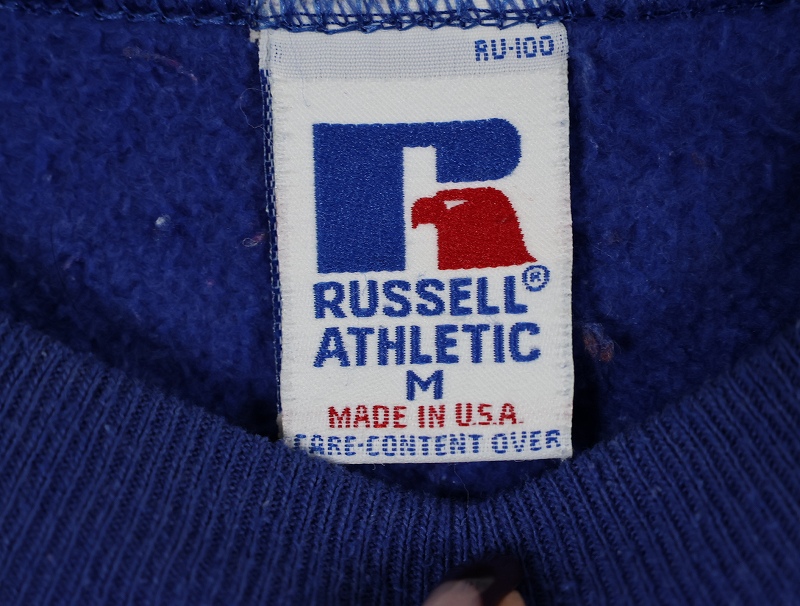 RU-100
RUSSELL®
ATHLETIC
M
MADE IN U.S.A.
CARE-CONTENT OVER